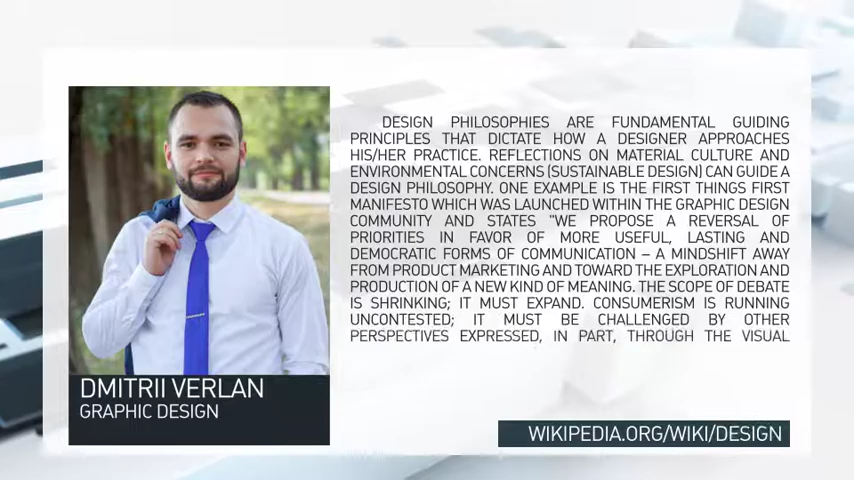 DESIGN PHILOSOPHIES ARE FUNDAMENTAL GUIDING
PRINCIPLES THAT DICTATE HOW A DESIGNER APPROACHES
HIS/HER PRACTICE. REFLECTIONS ON MATERIAL CULTURE AND
ENVIRONMENTAL CONCERNS (SUSTAINABLE DESIGN) CAN GUIDE A
DESIGN PHILOSOPHY. ONE EXAMPLE IS THE FIRST THINGS FIRST
MANIFESTO WHICH WAS LAUNCHED WITHIN THE GRAPHIC DESIGN
COMMUNITY AND STATES "WE PROPOSE A REVERSAL OF
PRIORITIES IN FAVOR OF MORE USEFUL, LASTING AND
DEMOCRATIC FORMS OF COMMUNICATION – A MINDSHIFT AWAY
FROM PRODUCT MARKETING AND TOWARD THE EXPLORATION AND
PRODUCTION OF A NEW KIND OF MEANING. THE SCOPE OF DEBATE
IS SHRINKING; IT MUST EXPAND. CONSUMERISM IS RUNNING
UNCONTESTED; IT MUST BE CHALLENGED BY OTHER
PERSPECTIVES EXPRESSED, IN PART, THROUGH THE VISUAL
DMITRII VERLAN
GRAPHIC DESIGN
WIKIPEDIA.ORG/WIKI/DESIGN